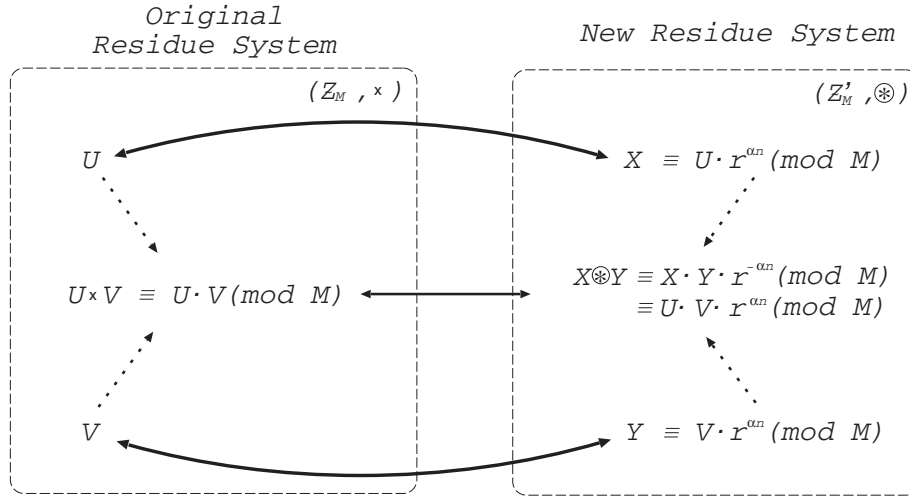 Original
Residue System
New Residue System
(Z_M , ×)
(Z'_M , ⊛)
U
X ≡ U · r^{αn} (mod M)
U × V ≡ U · V (mod M)
X ⊛ Y ≡ X · Y · r^{-αn} (mod M)
≡ U · V · r^{αn} (mod M)
V
Y ≡ V · r^{αn} (mod M)